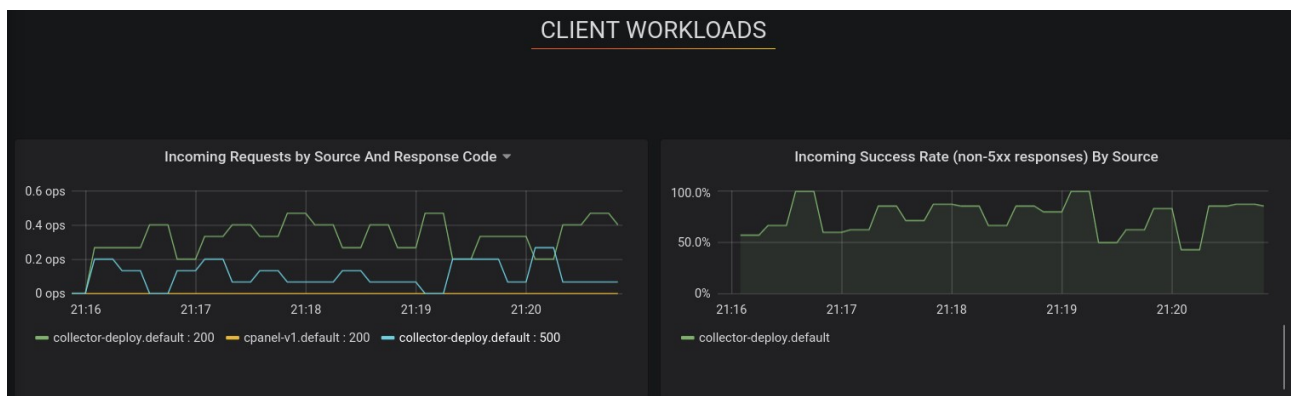 CLIENT WORKLOADS
Incoming Requests by Source And Response Code
0.6 ops
0.4 ops
0.2 ops
0 ops
21:16 21:17 21:18 21:19 21:20
collector-deploy.default : 200 cpanel-v1.default : 200 collector-deploy.default : 500
Incoming Success Rate (non-5xx responses) By Source
100.0%
50.0%
0%
21:16 21:17 21:18 21:19 21:20
collector-deploy.default